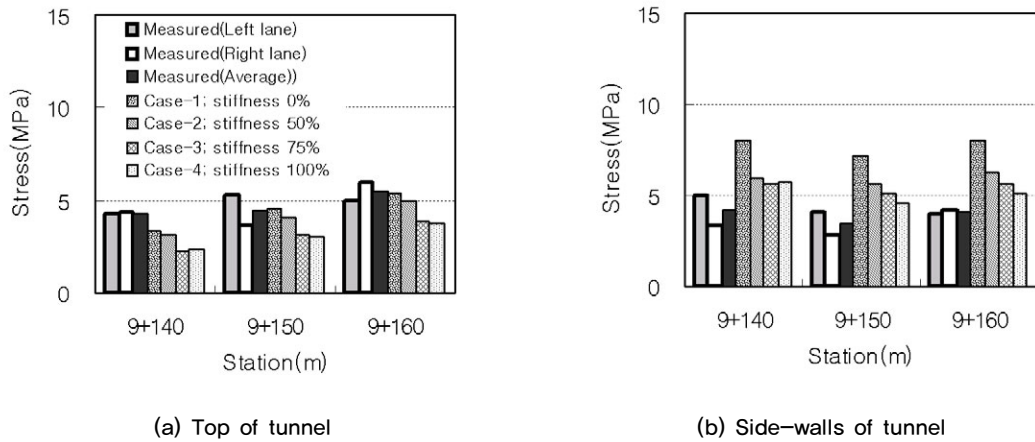 15
10
5
0
Stress(MPa)
Measured(Left lane)
Measured(Right lane)
Measured(Average))
Case-1; stiffness 0%
Case-2; stiffness 50%
Case-3; stiffness 75%
Case-4; stiffness 100%
9+140 9+150 9+160
Station(m)
(a) Top of tunnel
15
10
5
0
Stress(MPa)
9+140 9+150 9+160
Station(m)
(b) Side-walls of tunnel